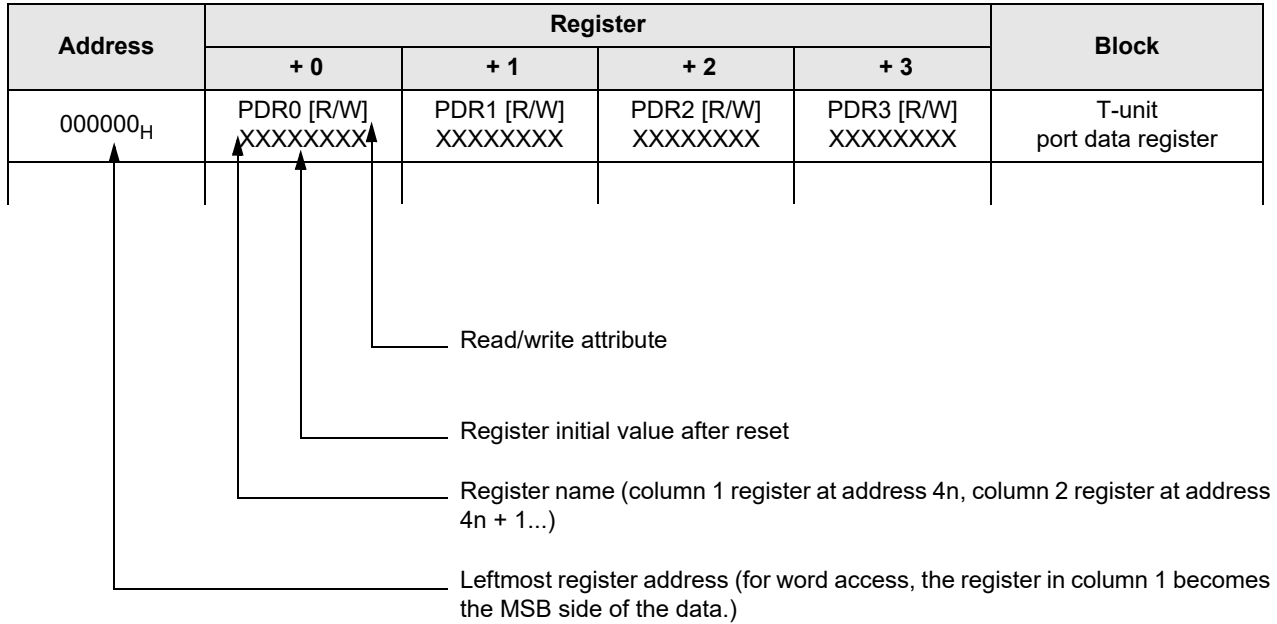 Address Register Block
+ 0 + 1 + 2 + 3
000000H PDR0 [R/W] PDR1 [R/W] PDR2 [R/W] PDR3 [R/W] T-unit
XXXXXXXX XXXXXXXX XXXXXXXX XXXXXXXX port data register
Read/write attribute
Register initial value after reset
Register name (column 1 register at address 4n, column 2 register at address
4n + 1...)
Leftmost register address (for word access, the register in column 1 becomes
the MSB side of the data.)